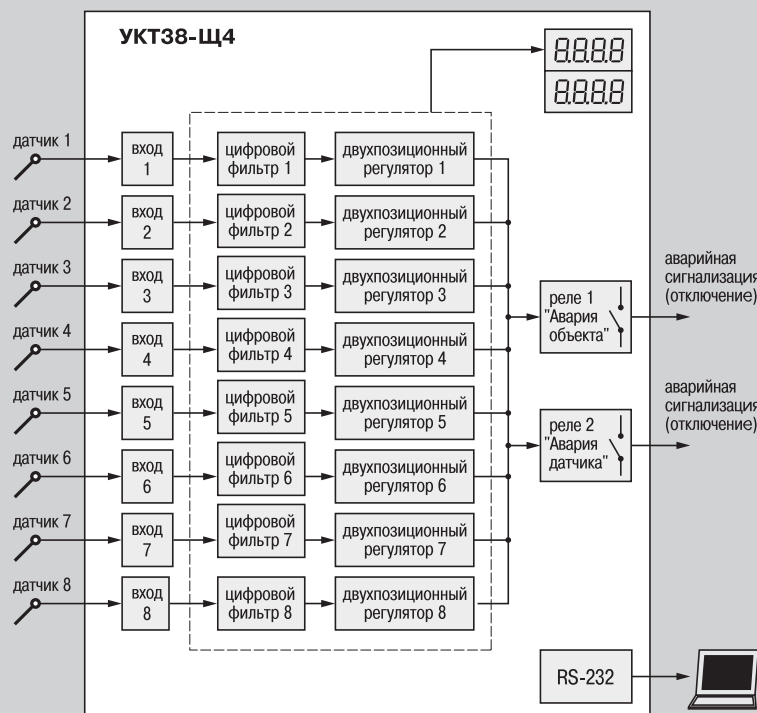 УКТ38-Щ4
8.8.8.8
8.8.8.8
датчик 1
вход
1
цифровой
фильтр 1
двухпозиционный
регулятор 1
датчик 2
вход
2
цифровой
фильтр 2
двухпозиционный
регулятор 2
датчик 3
вход
3
цифровой
фильтр 3
двухпозиционный
регулятор 3
реле 1
"Авария
объекта"
аварийная
сигнализация
(отключение)
датчик 4
вход
4
цифровой
фильтр 4
двухпозиционный
регулятор 4
датчик 5
вход
5
цифровой
фильтр 5
двухпозиционный
регулятор 5
реле 2
"Авария
датчика"
аварийная
сигнализация
(отключение)
датчик 6
вход
6
цифровой
фильтр 6
двухпозиционный
регулятор 6
датчик 7
вход
7
цифровой
фильтр 7
двухпозиционный
регулятор 7
датчик 8
вход
8
цифровой
фильтр 8
двухпозиционный
регулятор 8
RS-232